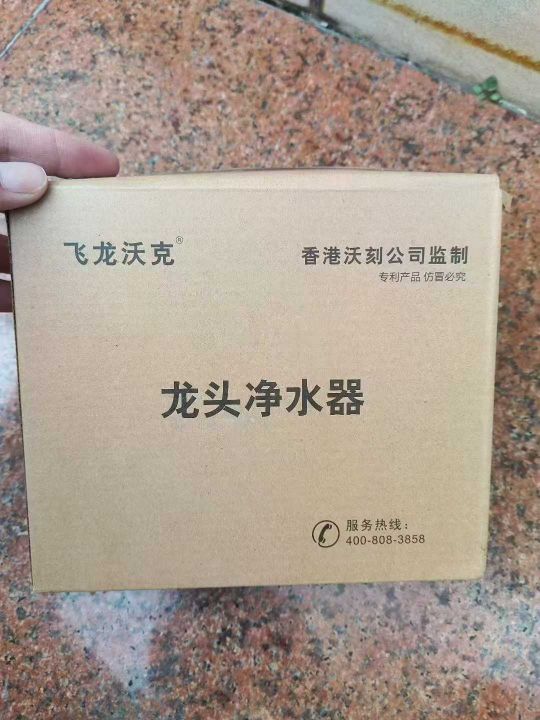 飞龙沃克®
香港沃刻公司监制
专利产品 仿冒必究
龙头净水器
服务热线：
400-808-3858